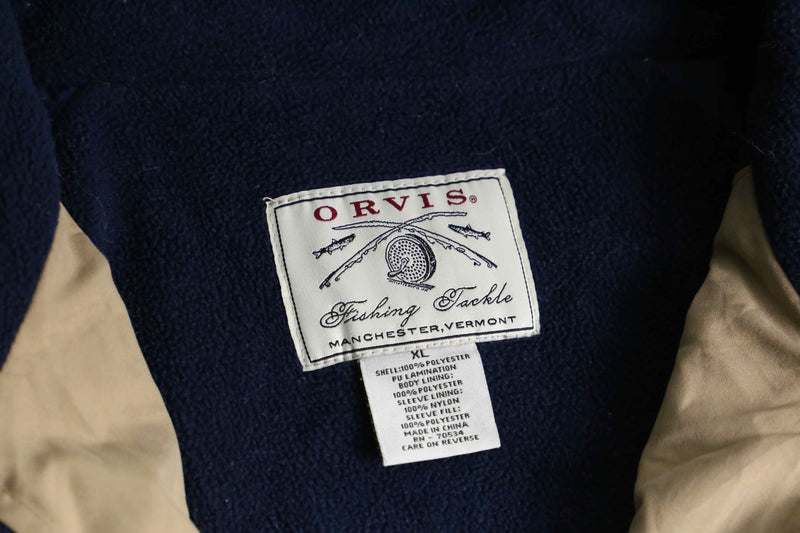 ORVIS®
Fishing Tackle
MANCHESTER, VERMONT
XL
SHELL:100% POLYESTER
PU LAMINATION
BODY LINING:
100% POLYESTER
SLEEVE LINING:
100% NYLON
SLEEVE FILL:
100% POLYESTER
MADE IN CHINA
RN - 70534
CARE ON REVERSE